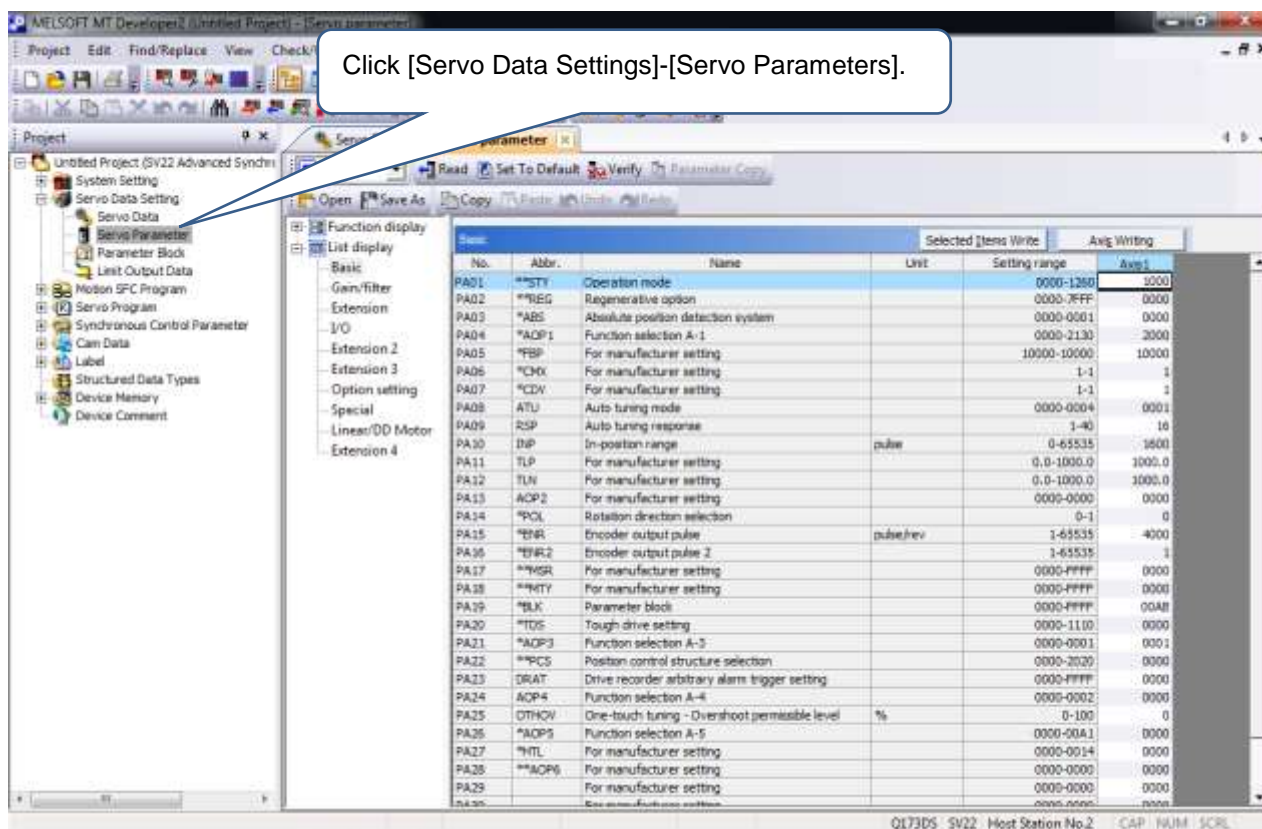 MELSOFT MT Developer2 (Untitled Project) - [Servo parameter]
Project Edit Find/Replace View Check/
Click [Servo Data Settings]-[Servo Parameters].
Project
Untitled Project (SV22 Advanced Synchr
System Setting
Servo Data Setting
Servo Data
Servo Parameter
Parameter Block
Limit Output Data
Motion SFC Program
Servo Program
Synchronous Control Parameter
Cam Data
Label
Structured Data Types
Device Memory
Device Comment
Read Set To Default Verify Parameter Copy
Open Save As Copy Paste Undo Redo
Function display
List display
Basic
Gain/filter
Extension
I/O
Extension 2
Extension 3
Option setting
Special
Linear/DD Motor
Extension 4
Basic Selected Items Write Axis Writing
No. Abbr. Name Unit Setting range Axis1
PA01 **STY Operation mode 0000-1260 1000
PA02 **REG Regenerative option 0000-7FFF 0000
PA03 *ABS Absolute position detection system 0000-0001 0000
PA04 *AOP1 Function selection A-1 0000-2130 2000
PA05 *FBP For manufacturer setting 10000-10000 10000
PA06 *CMX For manufacturer setting 1-1 1
PA07 *CDV For manufacturer setting 1-1 1
PA08 ATU Auto tuning mode 0000-0004 0001
PA09 RSP Auto tuning response 1-40 16
PA10 INP In-position range pulse 0-65535 1600
PA11 TLP For manufacturer setting 0.0-1000.0 1000.0
PA12 TLN For manufacturer setting 0.0-1000.0 1000.0
PA13 AOP2 For manufacturer setting 0000-0000 0000
PA14 *POL Rotation direction selection 0-1 0
PA15 *ENR Encoder output pulse pulse/rev 1-65535 4000
PA16 *ENR2 Encoder output pulse 2 1-65535 1
PA17 **MSR For manufacturer setting 0000-FFFF 0000
PA18 **MTY For manufacturer setting 0000-FFFF 0000
PA19 *BLK Parameter block 0000-FFFF 00AB
PA20 *TDS Tough drive setting 0000-1110 0000
PA21 *AOP3 Function selection A-3 0000-0001 0001
PA22 **PCS Position control structure selection 0000-2020 0000
PA23 DRAT Drive recorder arbitrary alarm trigger setting 0000-FFFF 0000
PA24 AOP4 Function selection A-4 0000-0002 0000
PA25 OTHOV One-touch tuning - Overshoot permissible level % 0-100 0
PA26 *AOP5 Function selection A-5 0000-00A1 0000
PA27 *HTL For manufacturer setting 0000-0014 0000
PA28 **AOP6 For manufacturer setting 0000-0000 0000
PA29 For manufacturer setting 0000-0000 0000
PA30 For manufacturer setting 0000-0000 0000
Q173DS SV22 Host Station No.2 CAP NUM SCRL